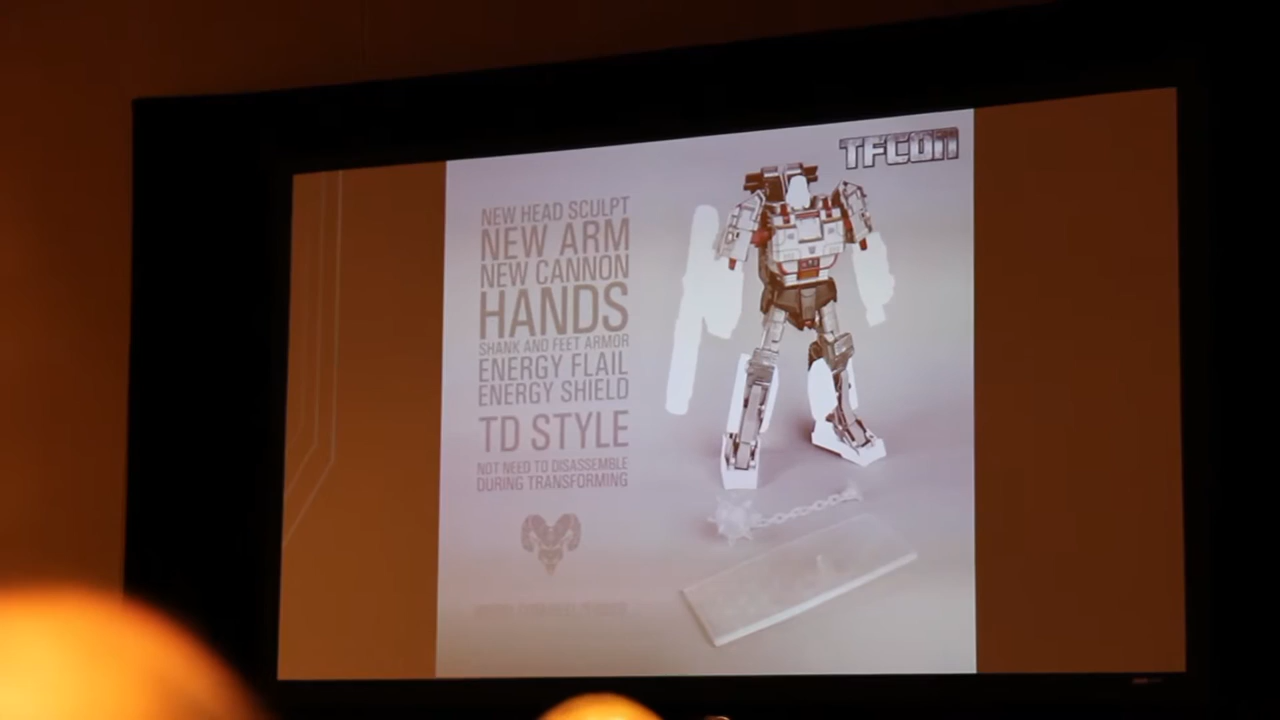 TFCON
NEW HEAD SCULPT
NEW ARM
NEW CANNON
HANDS
SHANK AND FEET ARMOR
ENERGY FLAIL
ENERGY SHIELD
TD STYLE
NOT NEED TO DISASSEMBLE
DURING TRANSFORMING